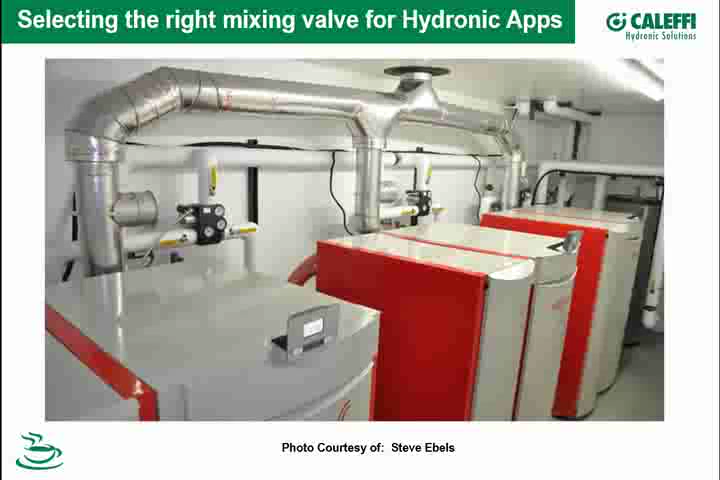 Selecting the right mixing valve for Hydronic Apps
CALEFFI
Hydronic Solutions
Photo Courtesy of: Steve Ebels